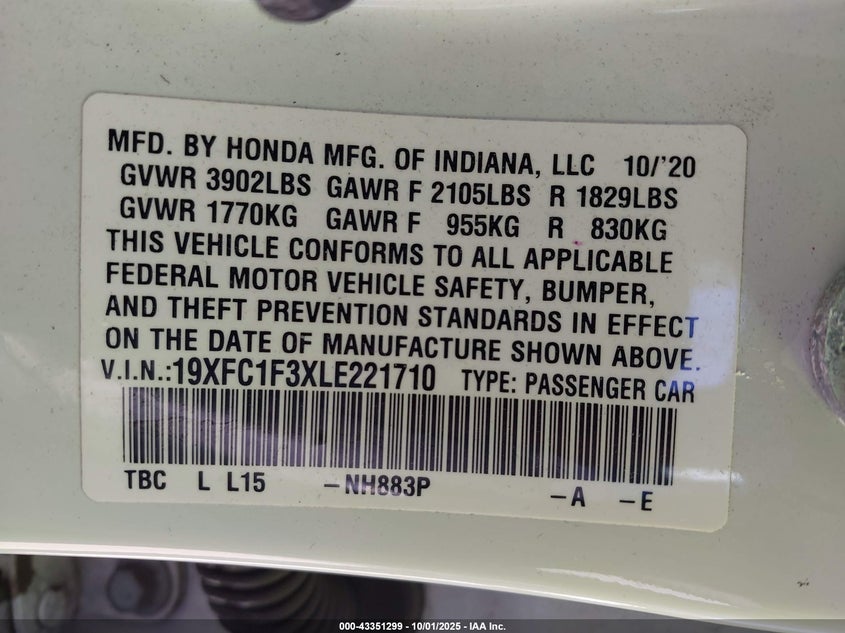 MFD. BY HONDA MFG. OF INDIANA, LLC 10/'20
GVWR 3902LBS GAWR F 2105LBS R 1829LBS
GVWR 1770KG GAWR F 955KG R 830KG
THIS VEHICLE CONFORMS TO ALL APPLICABLE
FEDERAL MOTOR VEHICLE SAFETY, BUMPER,
AND THEFT PREVENTION STANDARDS IN EFFECT
ON THE DATE OF MANUFACTURE SHOWN ABOVE.
V.I.N.:19XFC1F3XLE221710 TYPE: PASSENGER CAR
TBC L L15 -NH883P -A -E
000-43351299 - 10/01/2025 - IAA Inc.